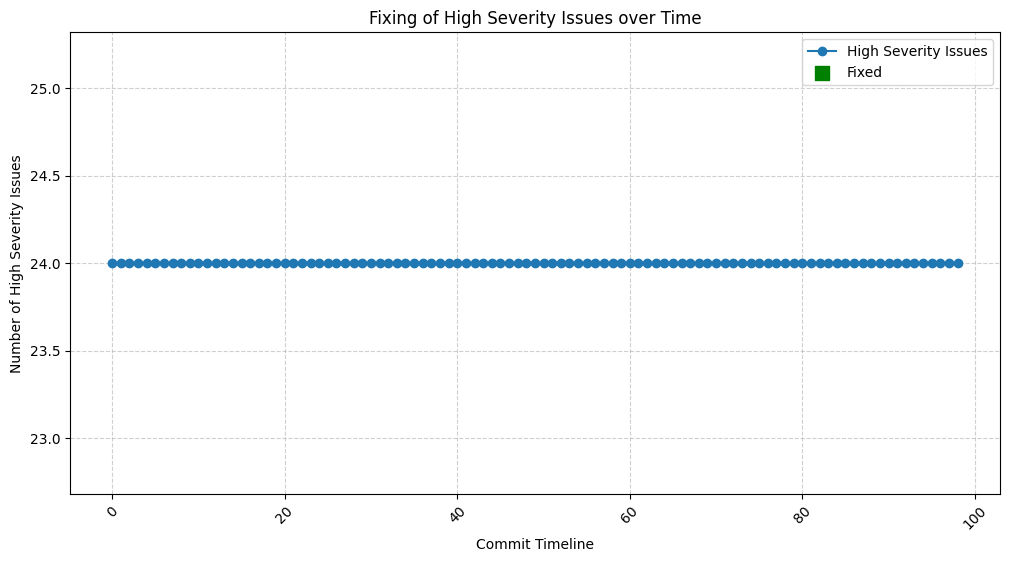 Fixing of High Severity Issues over Time
High Severity Issues
Fixed
Number of High Severity Issues
25.0
24.5
24.0
23.5
23.0
0
20
40
60
80
100
Commit Timeline